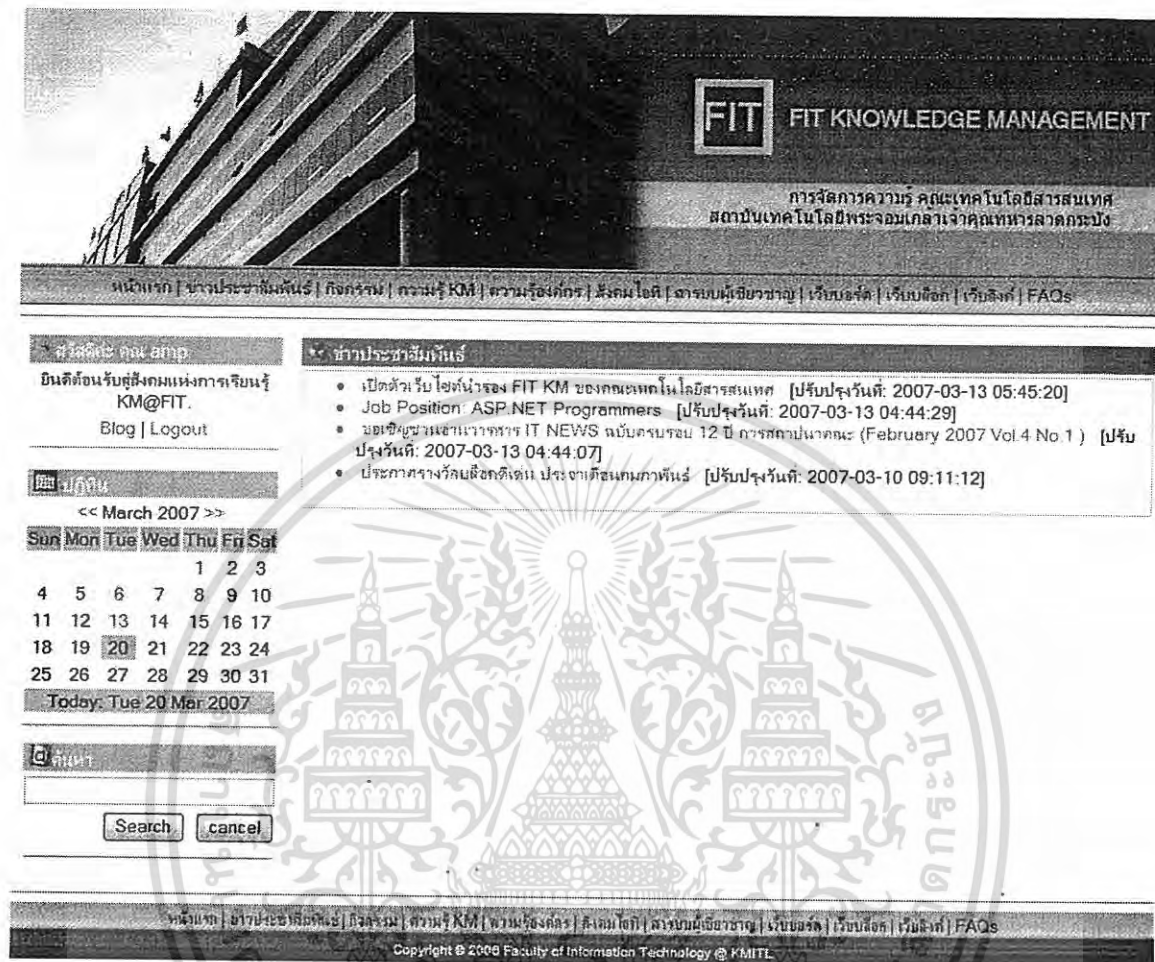 FIT FIT KNOWLEDGE MANAGEMENT
การจัดการความรู้ คณะเทคโนโลยีสารสนเทศ
สถาบันเทคโนโลยีพระจอมเกล้าเจ้าคุณทหารลาดกระบัง
หน้าแรก | ข่าวประชาสัมพันธ์ | กิจกรรม | ความรู้ KM | ความรู้องค์กร | สังคมไอที | สารบบผู้เชี่ยวชาญ | เว็บบอร์ด | เว็บบล็อก | เว็บลิงก์ | FAQs
สวัสดีค่ะ คุณ amp
ยินดีต้อนรับสู่สังคมแห่งการเรียนรู้
KM@FIT.
Blog | Logout
ปฏิทิน
<< March 2007 >>
Sun Mon Tue Wed Thu Fri Sat
1 2 3
4 5 6 7 8 9 10
11 12 13 14 15 16 17
18 19 20 21 22 23 24
25 26 27 28 29 30 31
Today: Tue 20 Mar 2007
ค้นหา
Search cancel
ข่าวประชาสัมพันธ์
เปิดตัวเว็บไซต์นำร่อง FIT KM ของคณะเทคโนโลยีสารสนเทศ [ปรับปรุงวันที่: 2007-03-13 05:45:20]
Job Position: ASP.NET Programmers [ปรับปรุงวันที่: 2007-03-13 04:44:29]
ขอเชิญชวนอ่านวารสาร IT NEWS ฉบับครบรอบ 12 ปี การสถาปนาคณะ (February 2007 Vol.4 No.1 ) [ปรับ
ปรุงวันที่: 2007-03-13 04:44:07]
ประกาศรางวัลบล็อกดีเด่น ประจำเดือนกุมภาพันธ์ [ปรับปรุงวันที่: 2007-03-10 09:11:12]
หน้าแรก | ข่าวประชาสัมพันธ์ | กิจกรรม | ความรู้ KM | ความรู้องค์กร | สังคมไอที | สารบบผู้เชี่ยวชาญ | เว็บบอร์ด | เว็บบล็อก | เว็บลิงก์ | FAQs
Copyright © 2006 Faculty of Information Technology @ KMITL